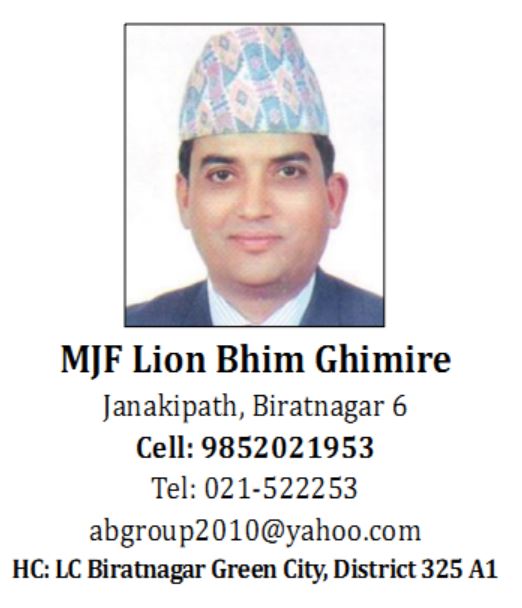 MJF Lion Bhim Ghimire
Janakipath, Biratnagar 6
Cell: 9852021953
Tel: 021-522253
abgroup2010@yahoo.com
HC: LC Biratnagar Green City, District 325 A1